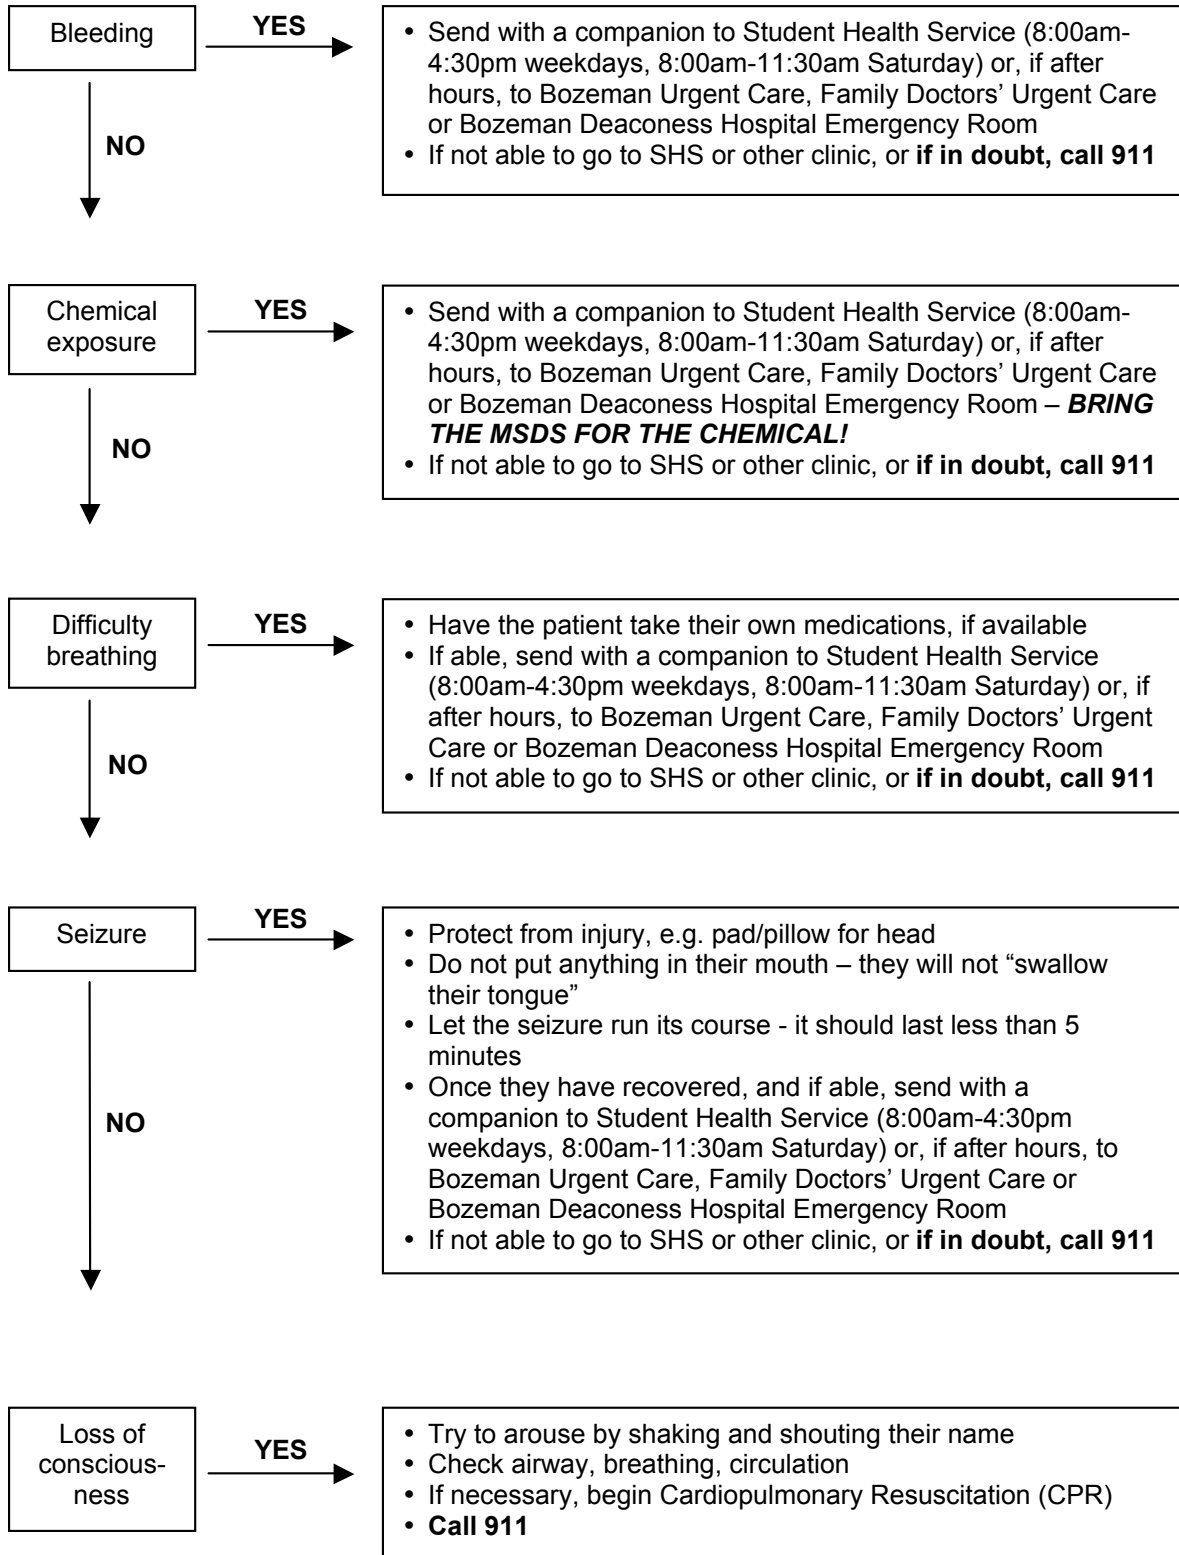 Bleeding
YES
NO
• Send with a companion to Student Health Service (8:00am-
4:30pm weekdays, 8:00am-11:30am Saturday) or, if after
hours, to Bozeman Urgent Care, Family Doctors’ Urgent Care
or Bozeman Deaconess Hospital Emergency Room
• If not able to go to SHS or other clinic, or if in doubt, call 911
Chemical
exposure
YES
NO
• Send with a companion to Student Health Service (8:00am-
4:30pm weekdays, 8:00am-11:30am Saturday) or, if after
hours, to Bozeman Urgent Care, Family Doctors’ Urgent Care
or Bozeman Deaconess Hospital Emergency Room – BRING
THE MSDS FOR THE CHEMICAL!
• If not able to go to SHS or other clinic, or if in doubt, call 911
Difficulty
breathing
YES
NO
• Have the patient take their own medications, if available
• If able, send with a companion to Student Health Service
(8:00am-4:30pm weekdays, 8:00am-11:30am Saturday) or, if
after hours, to Bozeman Urgent Care, Family Doctors’ Urgent
Care or Bozeman Deaconess Hospital Emergency Room
• If not able to go to SHS or other clinic, or if in doubt, call 911
Seizure
YES
NO
• Protect from injury, e.g. pad/pillow for head
• Do not put anything in their mouth – they will not “swallow
their tongue”
• Let the seizure run its course - it should last less than 5
minutes
• Once they have recovered, and if able, send with a
companion to Student Health Service (8:00am-4:30pm
weekdays, 8:00am-11:30am Saturday) or, if after hours, to
Bozeman Urgent Care, Family Doctors’ Urgent Care or
Bozeman Deaconess Hospital Emergency Room
• If not able to go to SHS or other clinic, or if in doubt, call 911
Loss of
conscious-
ness
YES
• Try to arouse by shaking and shouting their name
• Check airway, breathing, circulation
• If necessary, begin Cardiopulmonary Resuscitation (CPR)
• Call 911